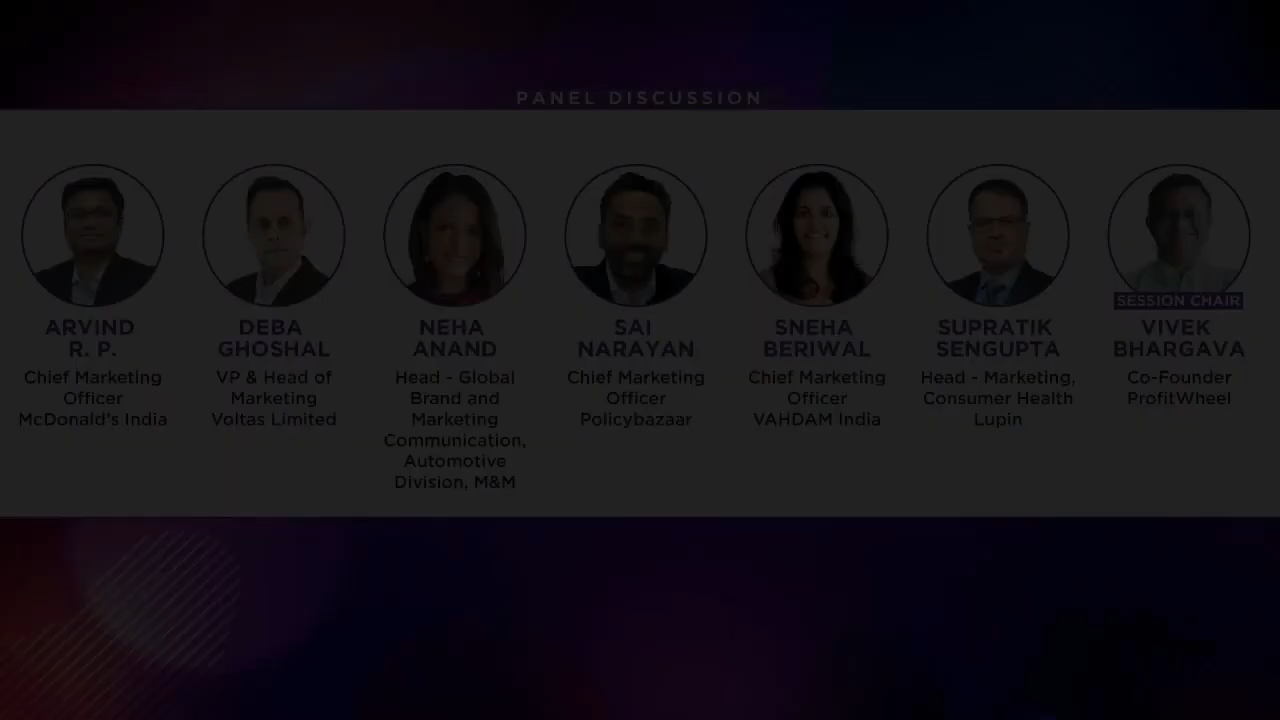 PANEL DISCUSSION
SESSION CHAIR
ARVIND
R. P.
Chief Marketing
Officer
McDonald's India
DEBA
GHOSHAL
VP & Head of
Marketing
Voltas Limited
NEHA
ANAND
Head - Global
Brand and
Marketing
Communication,
Automotive
Division, M&M
SAI
NARAYAN
Chief Marketing
Officer
Policybazaar
SNEHA
BERIWAL
Chief Marketing
Officer
VAHDAM India
SUPRATIK
SENGUPTA
Head - Marketing,
Consumer Health
Lupin
VIVEK
BHARGAVA
Co-Founder
ProfitWheel